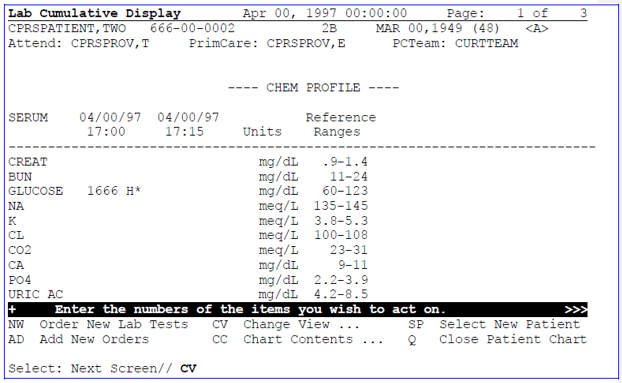 Lab Cumulative Display        Apr 00, 1997 00:00:00     Page:    1 of    3
CPRSPATIENT,TWO   666-00-0002            2B     MAR 00,1949 (48)   <A>
Attend: CPRSPROV,T     PrimCare: CPRSPROV,E      PCTeam: CURTTEAM
---- CHEM PROFILE ----
SERUM    04/00/97  04/00/97            Reference
17:00     17:15     Units    Ranges
-------------------------------------------------------------------------------
CREAT                            mg/dL   .9-1.4
BUN                              mg/dL    11-24
GLUCOSE   1666 H*                mg/dL   60-123
NA                               meq/L  135-145
K                                meq/L  3.8-5.3
CL                               meq/L  100-108
CO2                              meq/L    23-31
CA                               mg/dL     9-11
PO4                              mg/dL  2.2-3.9
URIC AC                          mg/dL  4.2-8.5
+     Enter the numbers of the items you wish to act on.                >>>
NW  Order New Lab Tests   CV  Change View ...      SP  Select New Patient
AD  Add New Orders        CC  Chart Contents ...   Q   Close Patient Chart
Select: Next Screen// CV